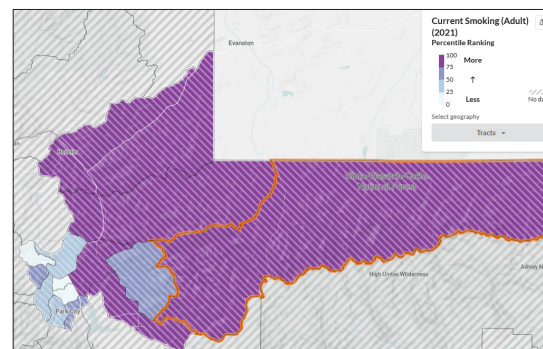 Current Smoking (Adult)
(2021)
Percentile Ranking
100
More
75
50
↑
25
Less
0
No da
Select geography
Tracts
Evanston
High Uintas Wilderness
Ashley N
Park City